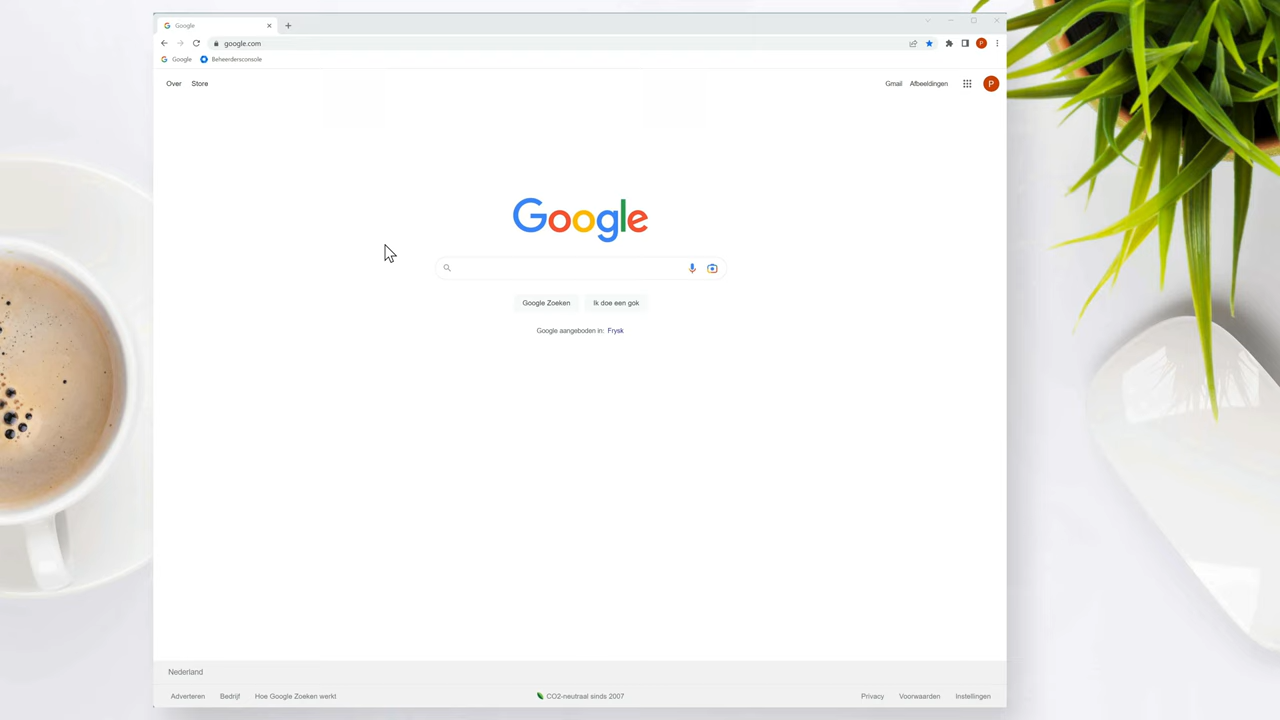 Google
google.com
Google Beheerdersconsole
Over Store Gmail Afbeeldingen P
Google
Google Zoeken Ik doe een gok
Google aangeboden in: Frysk
Nederland
Adverteren Bedrijf Hoe Google Zoeken werkt CO2-neutraal sinds 2007 Privacy Voorwaarden Instellingen